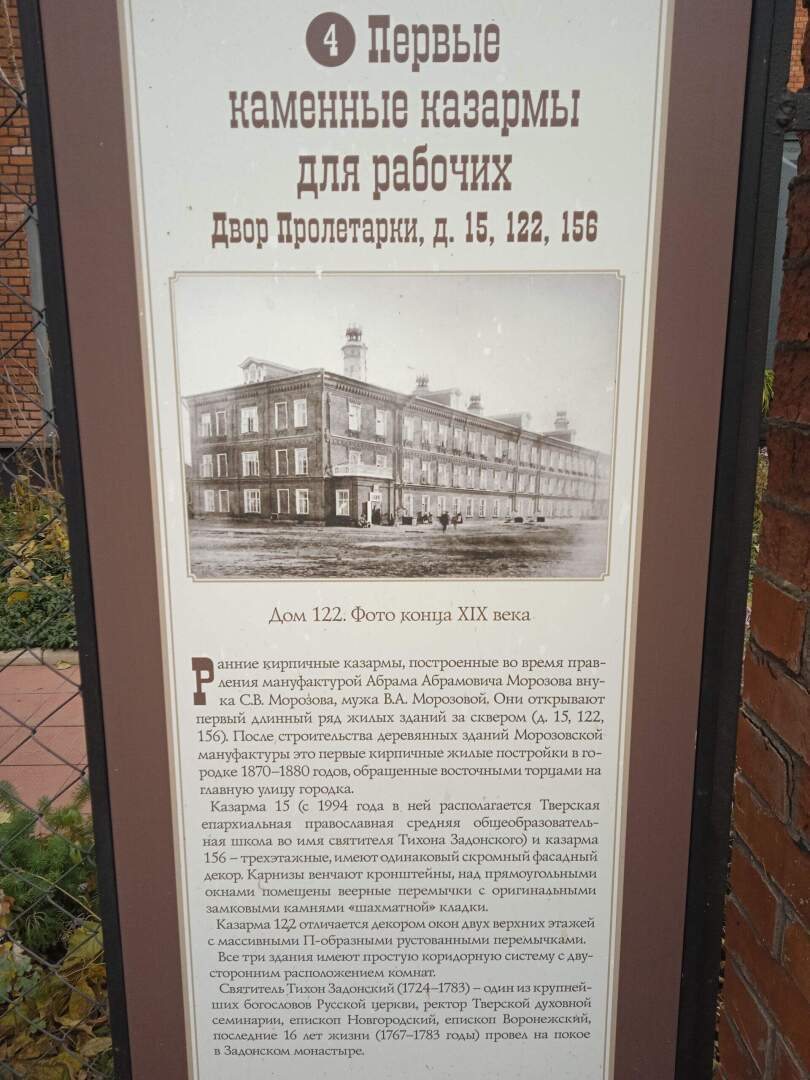 4 Первые
каменные казармы
для рабочих
Двор Пролетарки, д. 15, 122, 156
Дом 122. Фото конца XIX века
Ранние кирпичные казармы, построенные во время прав-
ления мануфактурой Абрама Абрамовича Морозова вну-
ка С.В. Морозова, мужа В.А. Морозовой. Они открывают
первый длинный ряд жилых зданий за сквером (д. 15, 122,
156). После строительства деревянных зданий Морозовской
мануфактуры это первые кирпичные жилые постройки в го-
родке 1870–1880 годов, обращенные восточными торцами на
главную улицу городка.
Казарма 15 (с 1994 года в ней располагается Тверская
епархиальная православная средняя общеобразователь-
ная школа во имя святителя Тихона Задонского) и казарма
156 – трехэтажные, имеют одинаковый скромный фасадный
декор. Карнизы венчают кронштейны, над прямоугольными
окнами помещены веерные перемычки с оригинальными
замковыми камнями «шахматной» кладки.
Казарма 122 отличается декором окон двух верхних этажей
с массивными П-образными рустованными перемычками.
Все три здания имеют простую коридорную систему с дву-
сторонним расположением комнат.
Святитель Тихон Задонский (1724–1783) – один из крупней-
ших богословов Русской церкви, ректор Тверской духовной
семинарии, епископ Новгородский, епископ Воронежский,
последние 16 лет жизни (1767–1783 годы) провел на покое
в Задонском монастыре.